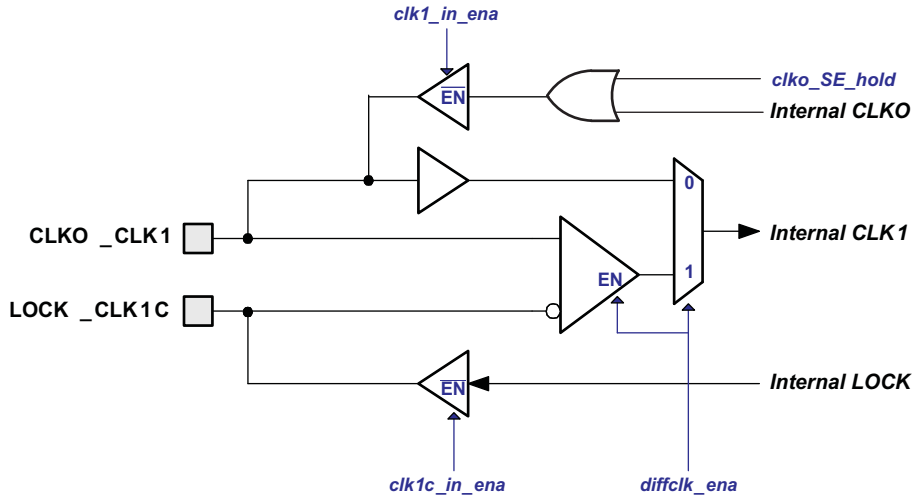 clk1_in_ena
EN
clko_SE_hold
Internal CLKO
0
CLKO _CLK1
Internal CLK1
1
EN
LOCK _CLK1C
EN
Internal LOCK
clk1c_in_ena
diffclk_ena